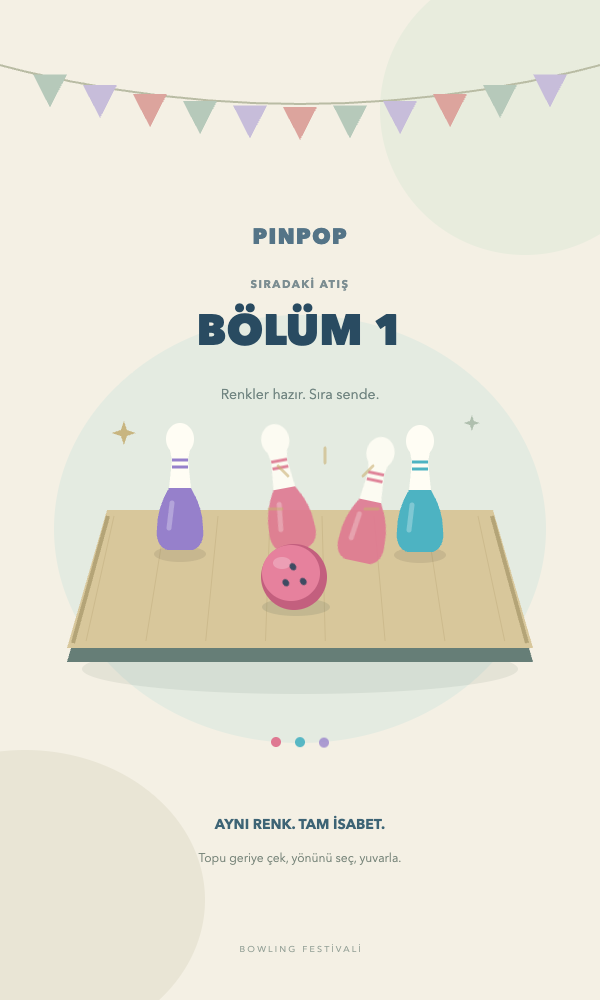 PINPOP
SIRADAKİ ATIŞ
BÖLÜM 1
Renkler hazır. Sıra sende.
AYNI RENK. TAM İSABET.
Topu geriye çek, yönünü seç, yuvarla.
BOWLING FESTİVALİ